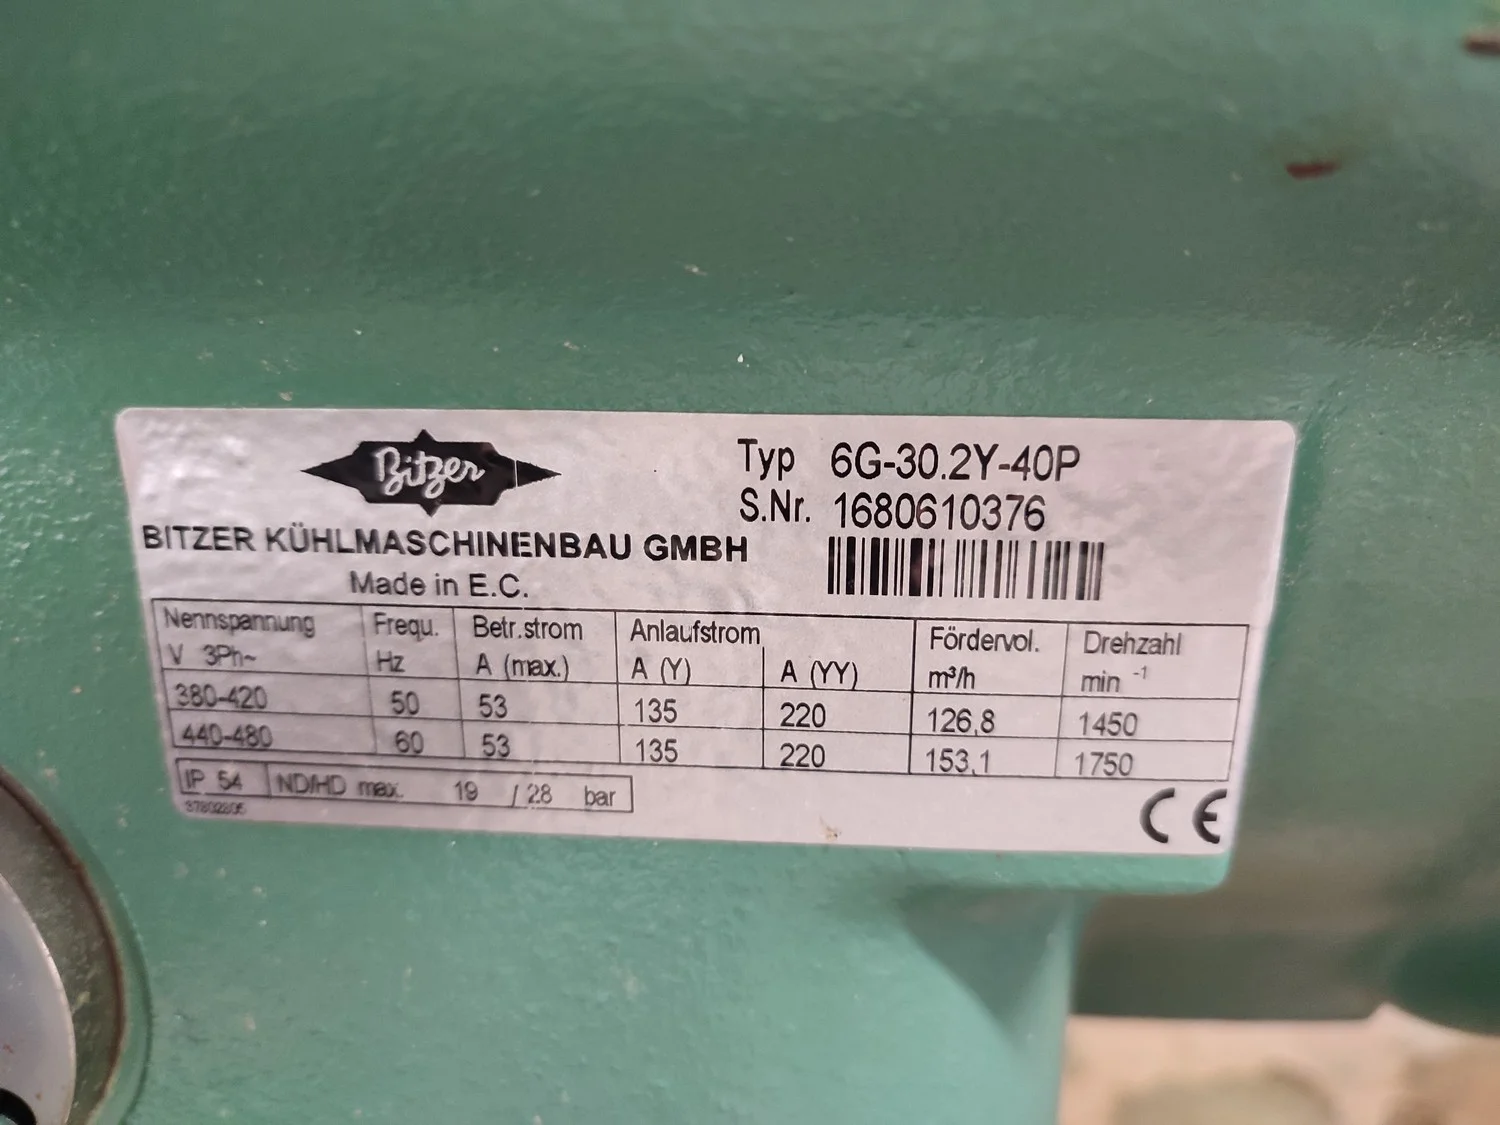 Bitzer
Typ 6G-30.2Y-40P
S.Nr. 1680610376
BITZER KÜHLMASCHINENBAU GMBH
Made in E.C.
Nennspannung Frequ. Betr.strom Anlaufstrom Fördervol. Drehzahl
V 3Ph~ Hz A (max.) A (Y) A (YY) m³/h min -1
380-420 50 53 135 220 126,8 1450
440-480 60 53 135 220 153,1 1750
IP 54 ND/HD max. 19 / 28 bar
CE